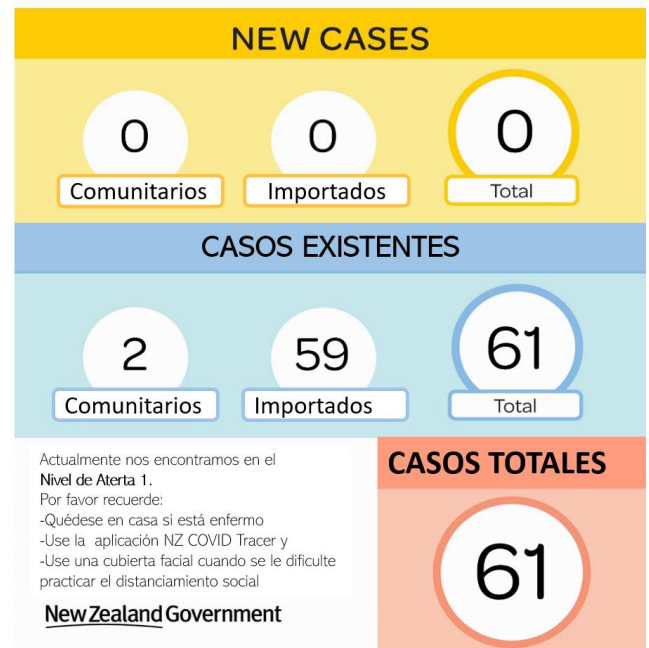 NEW CASES
0 0 0
Comunitarios Importados Total
CASOS EXISTENTES
2 59 61
Comunitarios Importados Total
Actualmente nos encontramos en el
Nivel de Aterta 1.
Por favor recuerde:
-Quédese en casa si está enfermo
-Use la aplicación NZ COVID Tracer y
-Use una cubierta facial cuando se le dificulte
practicar el distanciamiento social
New Zealand Government
CASOS TOTALES
61